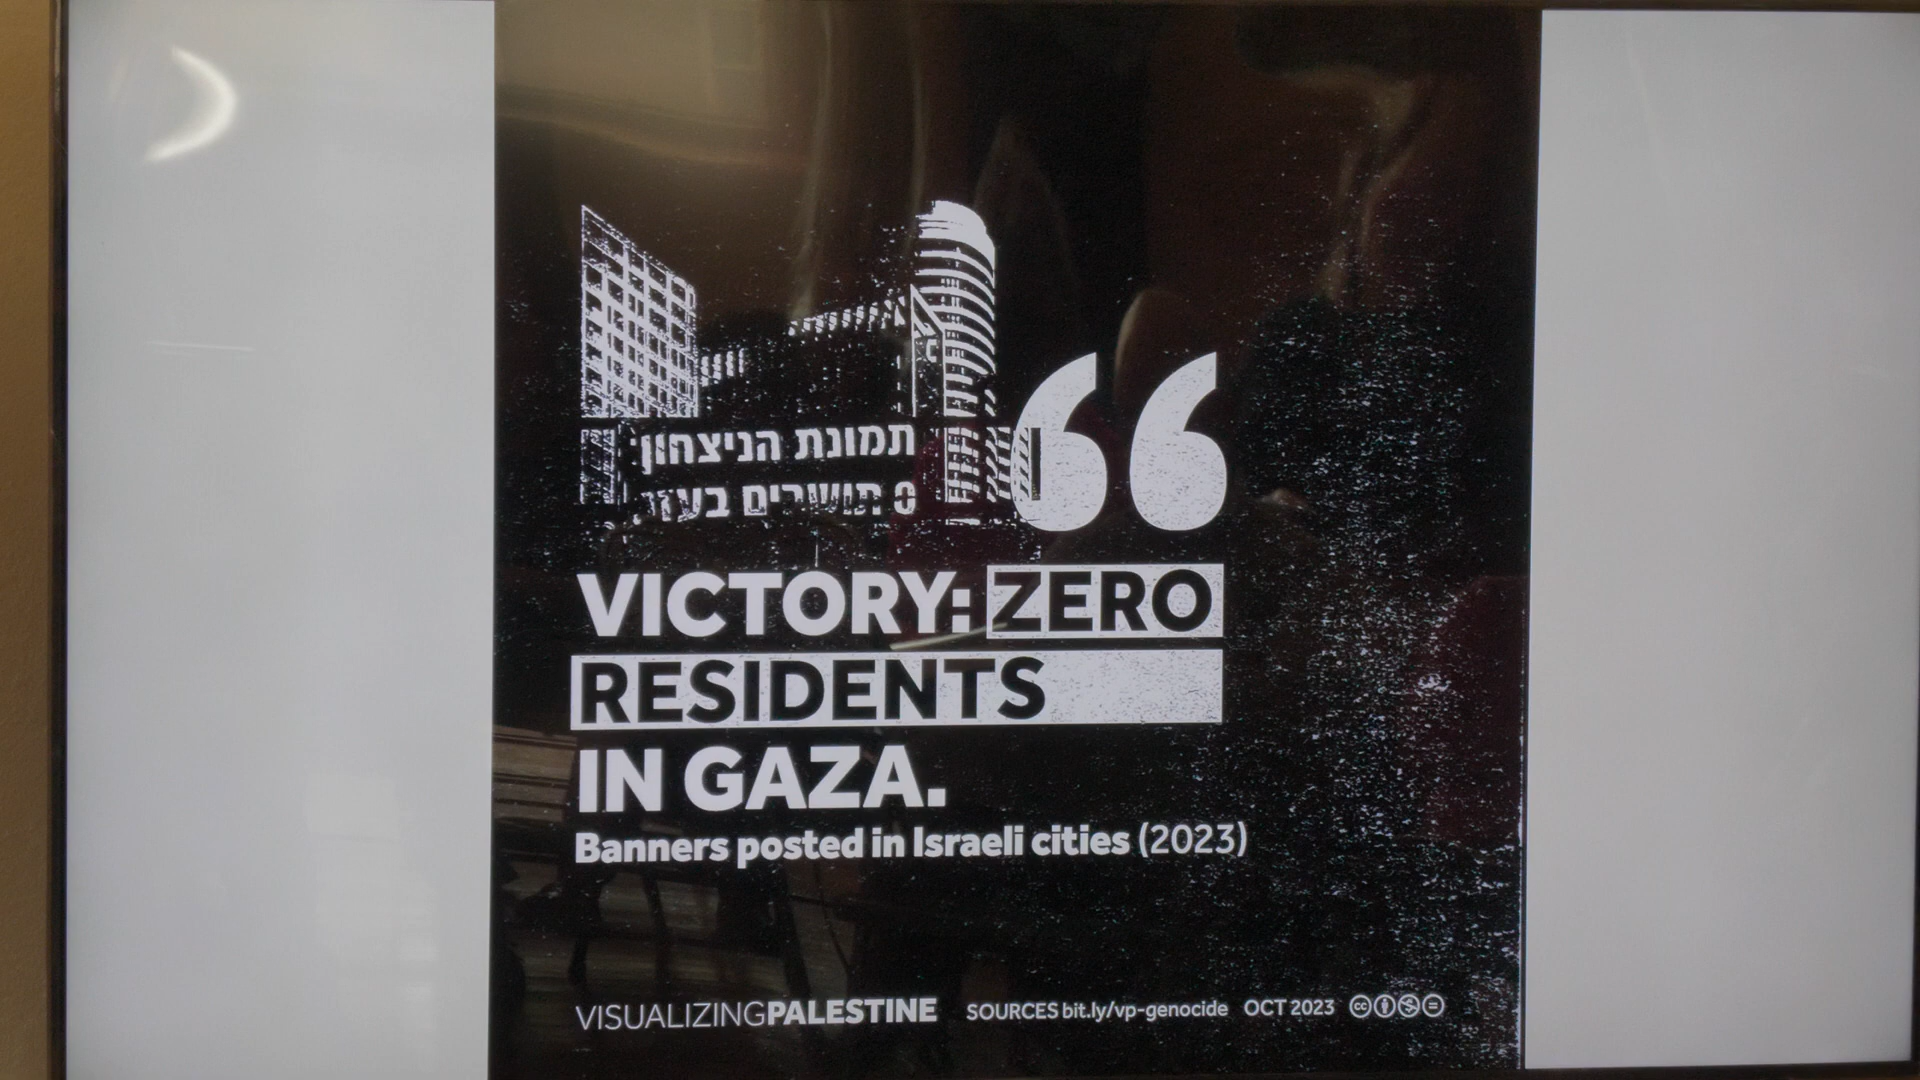 תמונת הניצחון:
0 תושבים בעזה
VICTORY: ZERO
RESIDENTS
IN GAZA.
Banners posted in Israeli cities (2023)
VISUALIZINGPALESTINE SOURCES bit.ly/vp-genocide OCT 2023